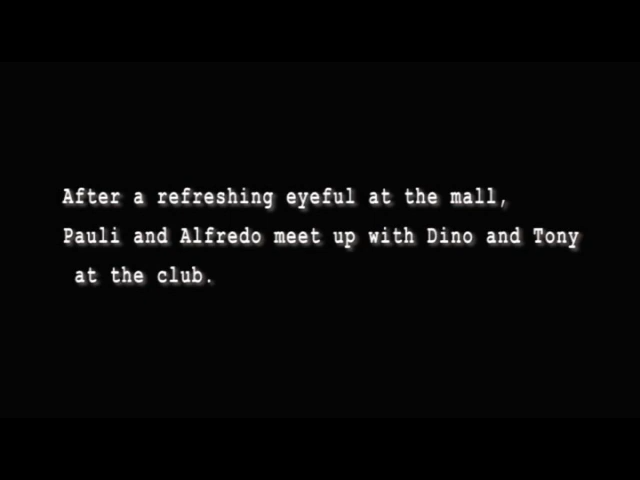 After a refreshing eyeful at the mall,
Pauli and Alfredo meet up with Dino and Tony
at the club.